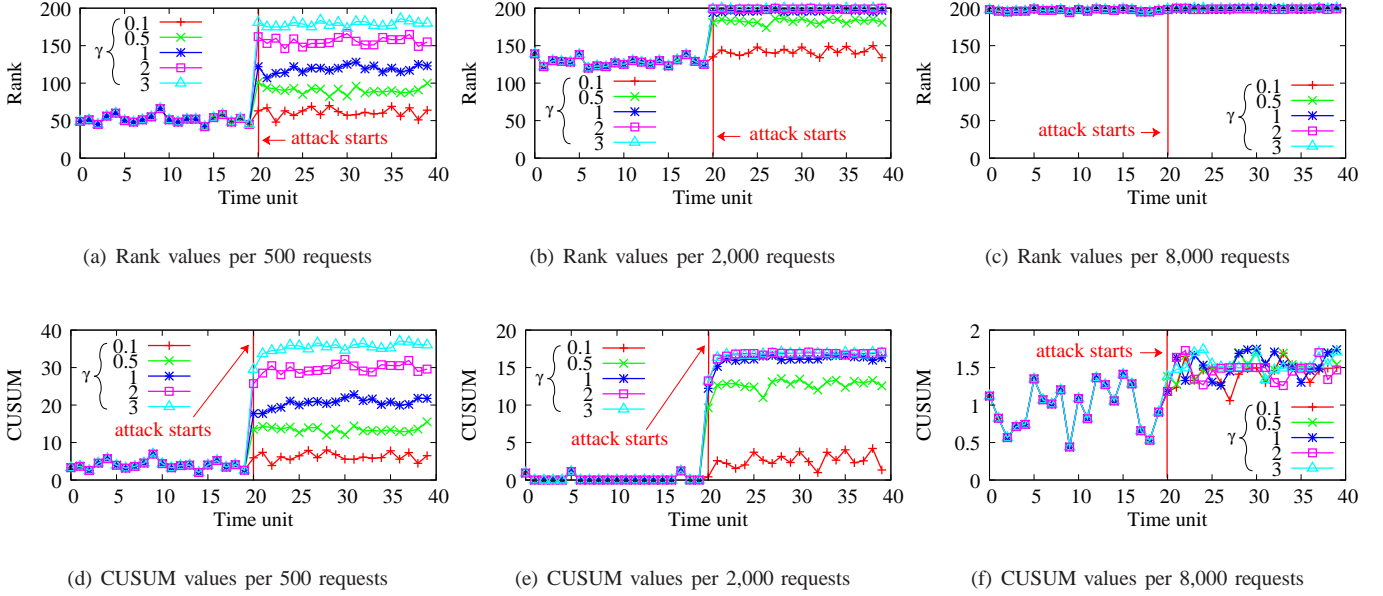 200
150
100
50
0
Rank
γ
0.1
0.5
1
2
3
attack starts
0 5 10 15 20 25 30 35 40
Time unit
(a) Rank values per 500 requests
200
150
100
50
0
Rank
γ
0.1
0.5
1
2
3
attack starts
0 5 10 15 20 25 30 35 40
Time unit
(b) Rank values per 2,000 requests
200
150
100
50
0
Rank
γ
0.1
0.5
1
2
3
attack starts
0 5 10 15 20 25 30 35 40
Time unit
(c) Rank values per 8,000 requests
40
30
20
10
0
CUSUM
γ
0.1
0.5
1
2
3
attack starts
0 5 10 15 20 25 30 35 40
Time unit
(d) CUSUM values per 500 requests
20
15
10
5
0
CUSUM
γ
0.1
0.5
1
2
3
attack starts
0 5 10 15 20 25 30 35 40
Time unit
(e) CUSUM values per 2,000 requests
2
1.5
1
0.5
0
CUSUM
attack starts
γ
0.1
0.5
1
2
3
0 5 10 15 20 25 30 35 40
Time unit
(f) CUSUM values per 8,000 requests